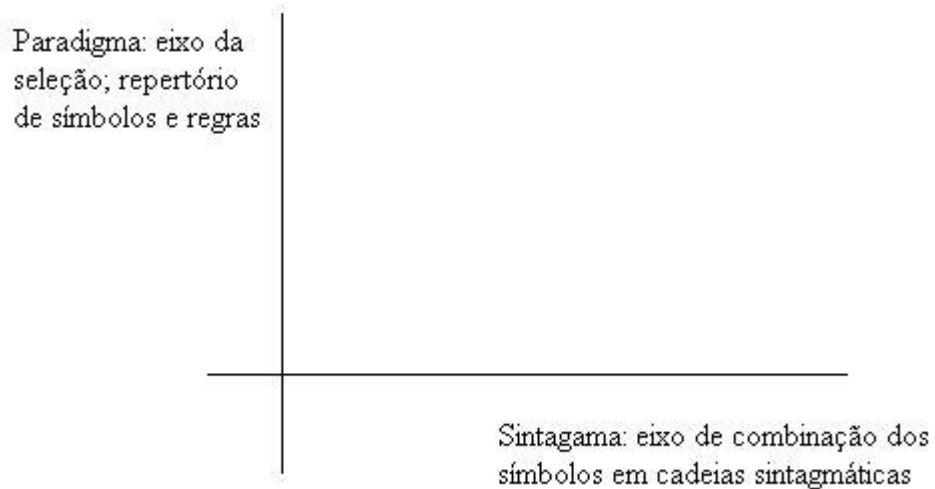 Paradigma: eixo da
seleção; repertório
de símbolos e regras
Sintagama: eixo de combinação dos
símbolos em cadeias sintagmáticas